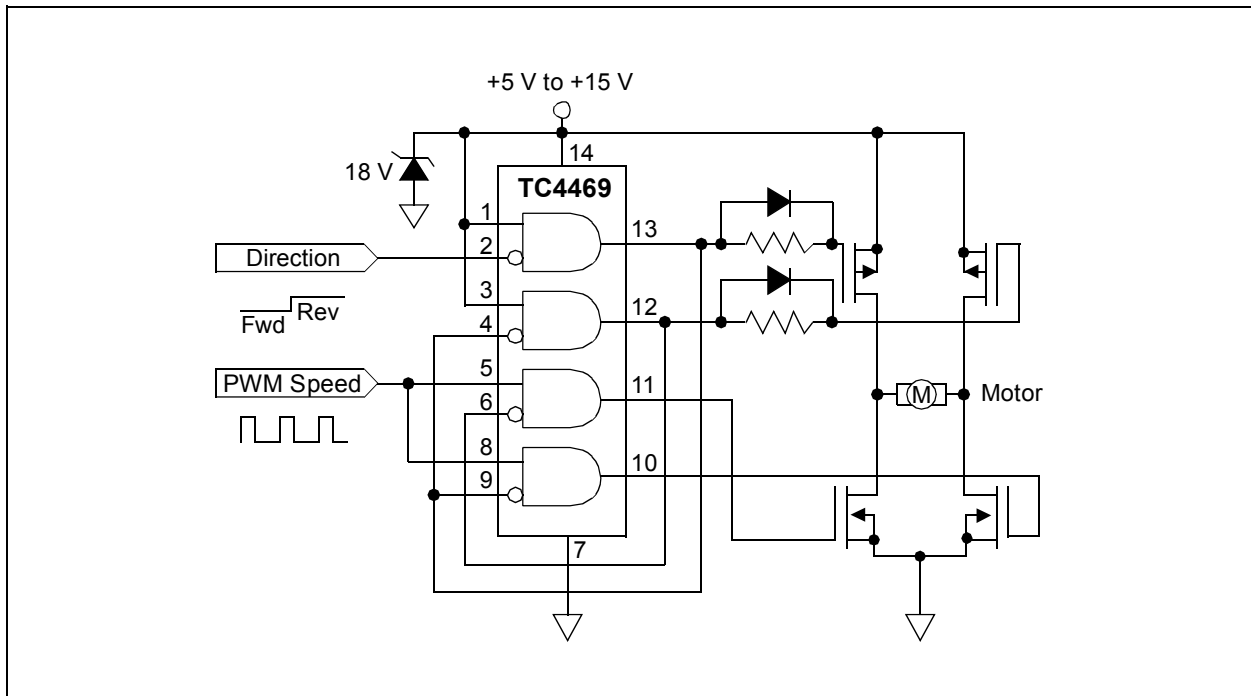 +5 V to +15 V
14
18 V
TC4469
1
13
2
Direction
3
12
Fwd
Rev
4
PWM Speed
5
11
6
M
Motor
8
10
9
7